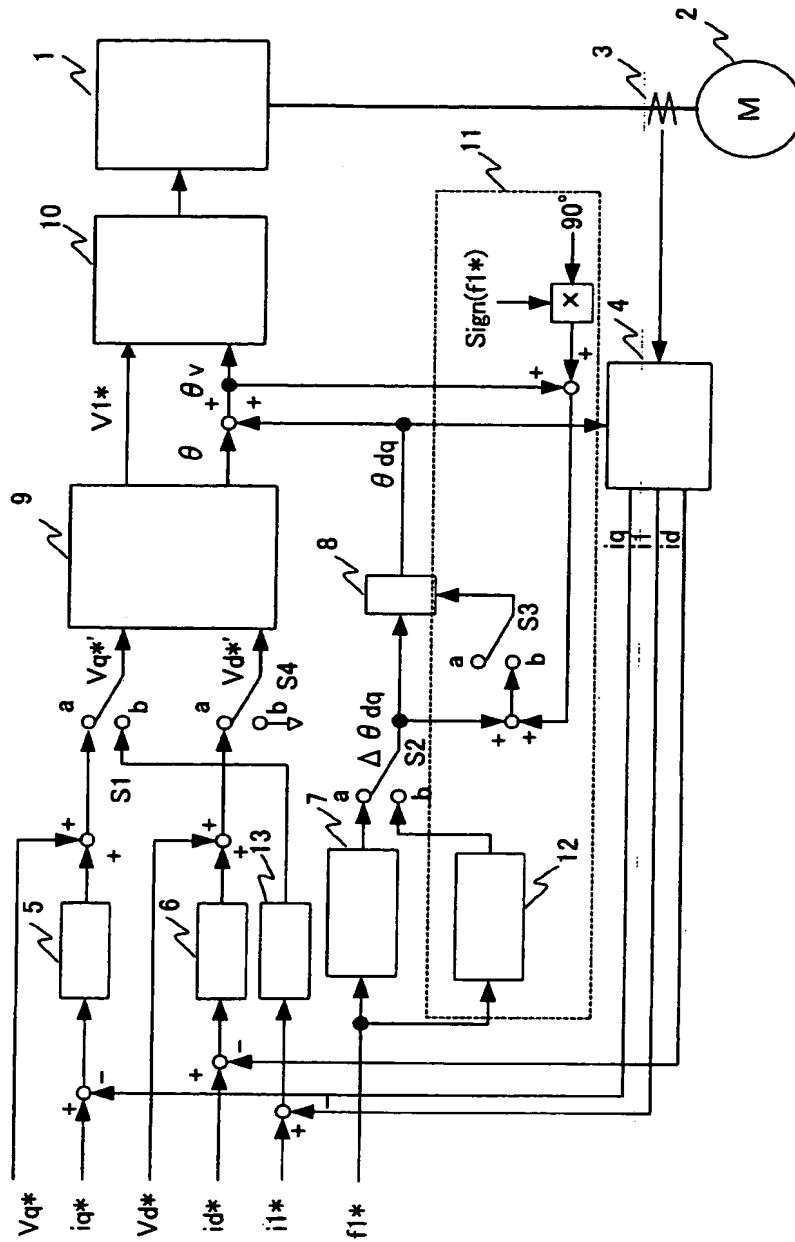 1
2
3
M
10
11
90°
×
Sign(f1*)
4
V1*
θv
+
+
+
+
θ
θdq
9
8
iq
i1
id
Vq*'
Vd*'
a
b
S1
a
b
S4
a
b
S3
Δθdq
a
b
S2
+
+
+
+
+
+
5
6
13
7
12
+
-
+
-
+
-
Vq*
iq*
Vd*
id*
i1*
f1*